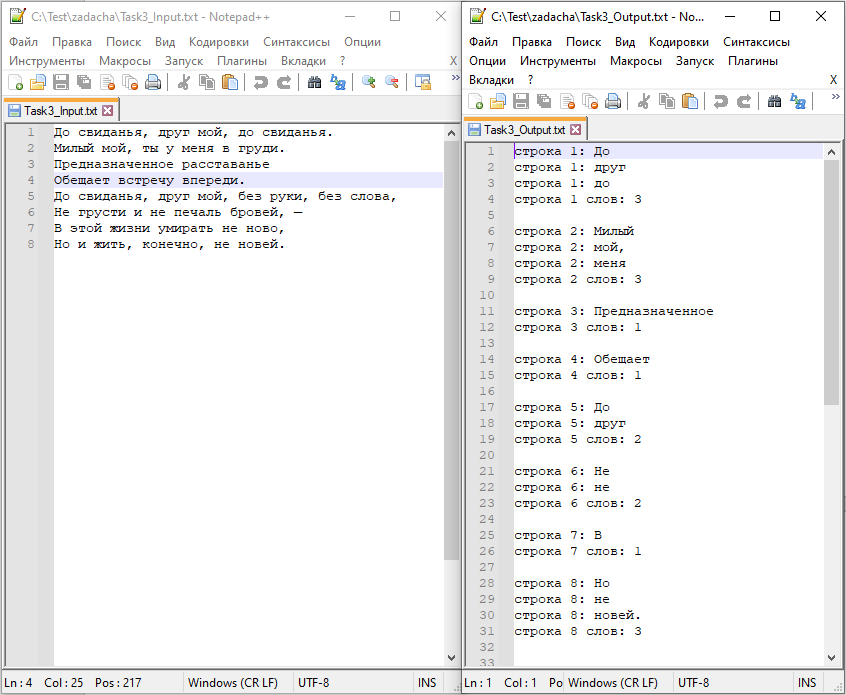 C:\Test\zadacha\Task3_Input.txt - Notepad++
Файл Правка Поиск Вид Кодировки Синтаксисы Опции
Инструменты Макросы Запуск Плагины Вкладки ? X
Task3_Input.txt
1 До свиданья, друг мой, до свиданья.
2 Милый мой, ты у меня в груди.
3 Предназначенное расставанье
4 Обещает встречу впереди.
5 До свиданья, друг мой, без руки, без слова,
6 Не грусти и не печаль бровей, —
7 В этой жизни умирать не ново,
8 Но и жить, конечно, не новей.
Ln : 4 Col : 25 Pos : 217 Windows (CR LF) UTF-8 INS
C:\Test\zadacha\Task3_Output.txt - No...
Файл Правка Поиск Вид Кодировки Синтаксисы
Опции Инструменты Макросы Запуск Плагины
Вкладки ? X
Task3_Output.txt
1 строка 1: До
2 строка 1: друг
3 строка 1: до
4 строка 1 слов: 3
5
6 строка 2: Милый
7 строка 2: мой,
8 строка 2: меня
9 строка 2 слов: 3
10
11 строка 3: Предназначенное
12 строка 3 слов: 1
13
14 строка 4: Обещает
15 строка 4 слов: 1
16
17 строка 5: До
18 строка 5: друг
19 строка 5 слов: 2
20
21 строка 6: Не
22 строка 6: не
23 строка 6 слов: 2
24
25 строка 7: В
26 строка 7 слов: 1
27
28 строка 8: Но
29 строка 8: не
30 строка 8: новей.
31 строка 8 слов: 3
32
33
Ln : 1 Col : 1 Po Windows (CR LF) UTF-8 INS